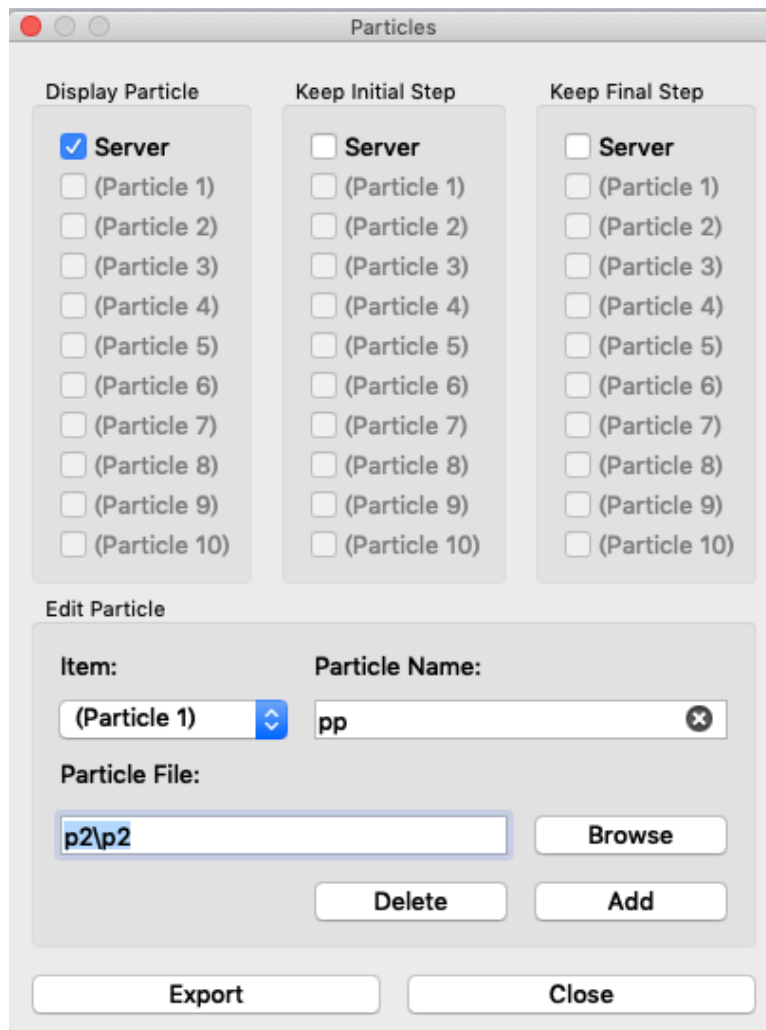 Particles
Display Particle Keep Initial Step Keep Final Step
Server Server Server
(Particle 1) (Particle 1) (Particle 1)
(Particle 2) (Particle 2) (Particle 2)
(Particle 3) (Particle 3) (Particle 3)
(Particle 4) (Particle 4) (Particle 4)
(Particle 5) (Particle 5) (Particle 5)
(Particle 6) (Particle 6) (Particle 6)
(Particle 7) (Particle 7) (Particle 7)
(Particle 8) (Particle 8) (Particle 8)
(Particle 9) (Particle 9) (Particle 9)
(Particle 10) (Particle 10) (Particle 10)
Edit Particle
Item: Particle Name:
(Particle 1) pp
Particle File:
p2\p2 Browse
Delete Add
Export Close